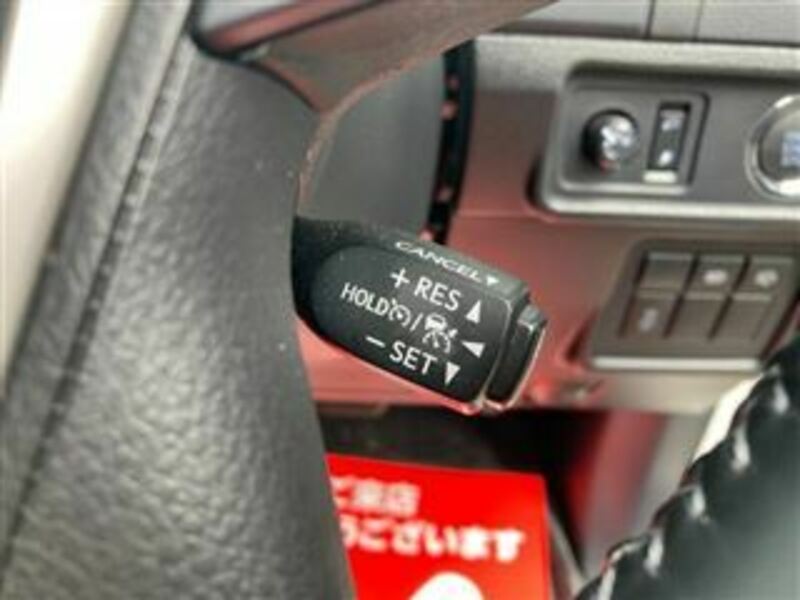 CANCEL▼
+ RES ▲
HOLD / ◀
− SET ▼
ご来店
うございます